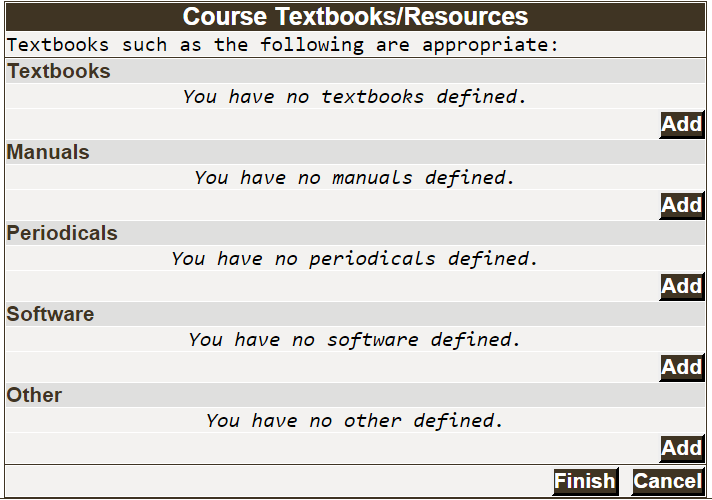 Course Textbooks/Resources
Textbooks such as the following are appropriate:
Textbooks
You have no textbooks defined.
Add
Manuals
You have no manuals defined.
Add
Periodicals
You have no periodicals defined.
Add
Software
You have no software defined.
Add
Other
You have no other defined.
Add
Finish Cancel